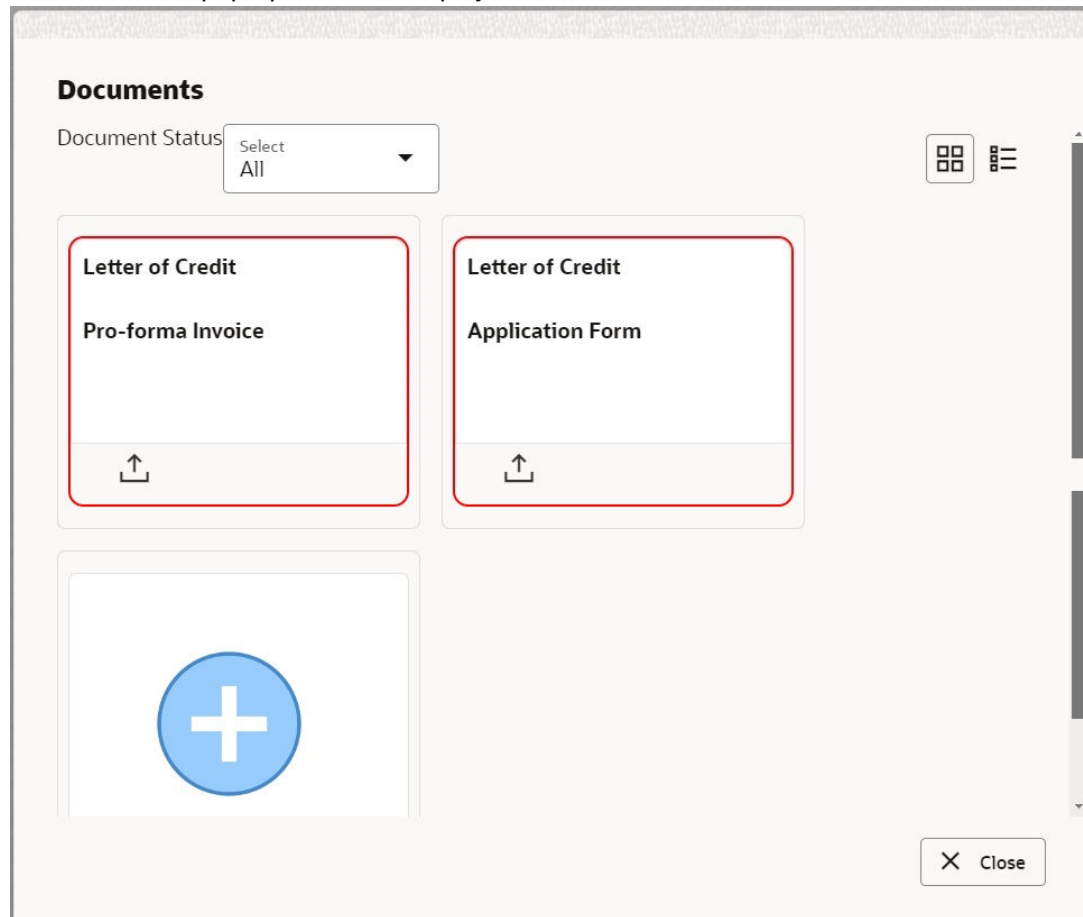 Documents
Document Status
Select
All
Letter of Credit
Pro-forma Invoice
Letter of Credit
Application Form
Close